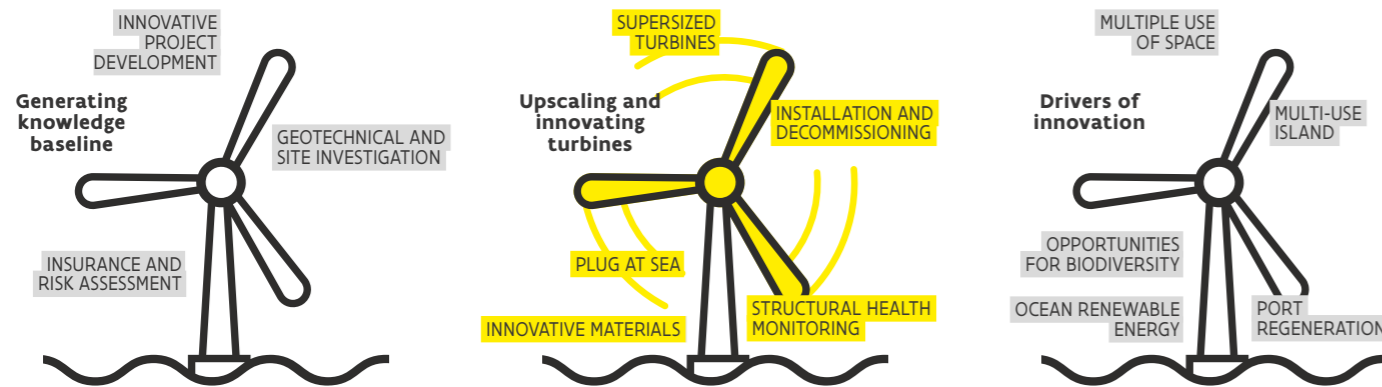 INNOVATIVE
PROJECT
DEVELOPMENT
Generating
knowledge
baseline
GEOTECHNICAL AND
SITE INVESTIGATION
INSURANCE AND
RISK ASSESSMENT
SUPERSIZED
TURBINES
Upscaling and
innovating
turbines
INSTALLATION AND
DECOMMISSIONING
PLUG AT SEA
INNOVATIVE MATERIALS
STRUCTURAL HEALTH
MONITORING
MULTIPLE USE
OF SPACE
Drivers of
innovation
MULTI-USE
ISLAND
OPPORTUNITIES
FOR BIODIVERSITY
OCEAN RENEWABLE
ENERGY
PORT
REGENERATION